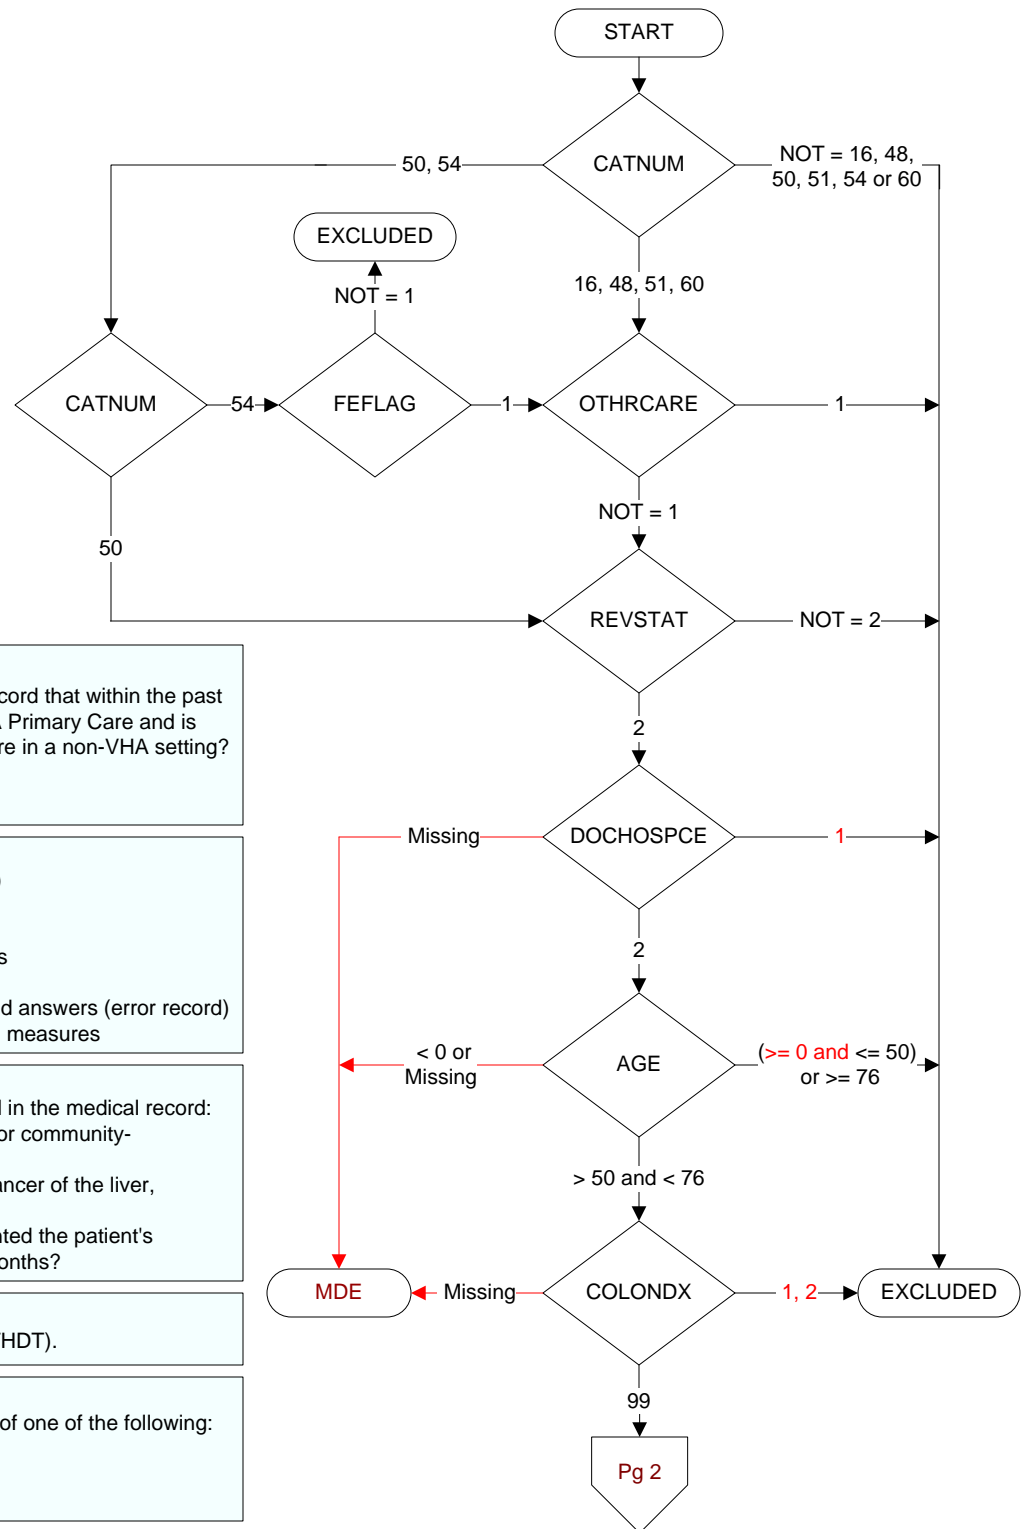 START
CATNUM
50, 54
NOT = 16, 48,
50, 51, 54 or 60
EXCLUDED
NOT = 1
16, 48, 51, 60
CATNUM
54
FEFLAG
1
OTHRCARE
1
NOT = 1
50
REVSTAT
NOT = 2
2
cord that within the past
A Primary Care and is
re in a non-VHA setting?
DOCHOSPCE
Missing
1
)
s
d answers (error record)
measures
2
AGE
< 0 or
Missing
(>= 0 and <= 50)
or >= 76
d in the medical record:
or community-
ancer of the liver,
nted the patient's
onths?
> 50 and < 76
COLONDX
Missing
1, 2
MDE
EXCLUDED
THDT).
99
of one of the following:
Pg 2